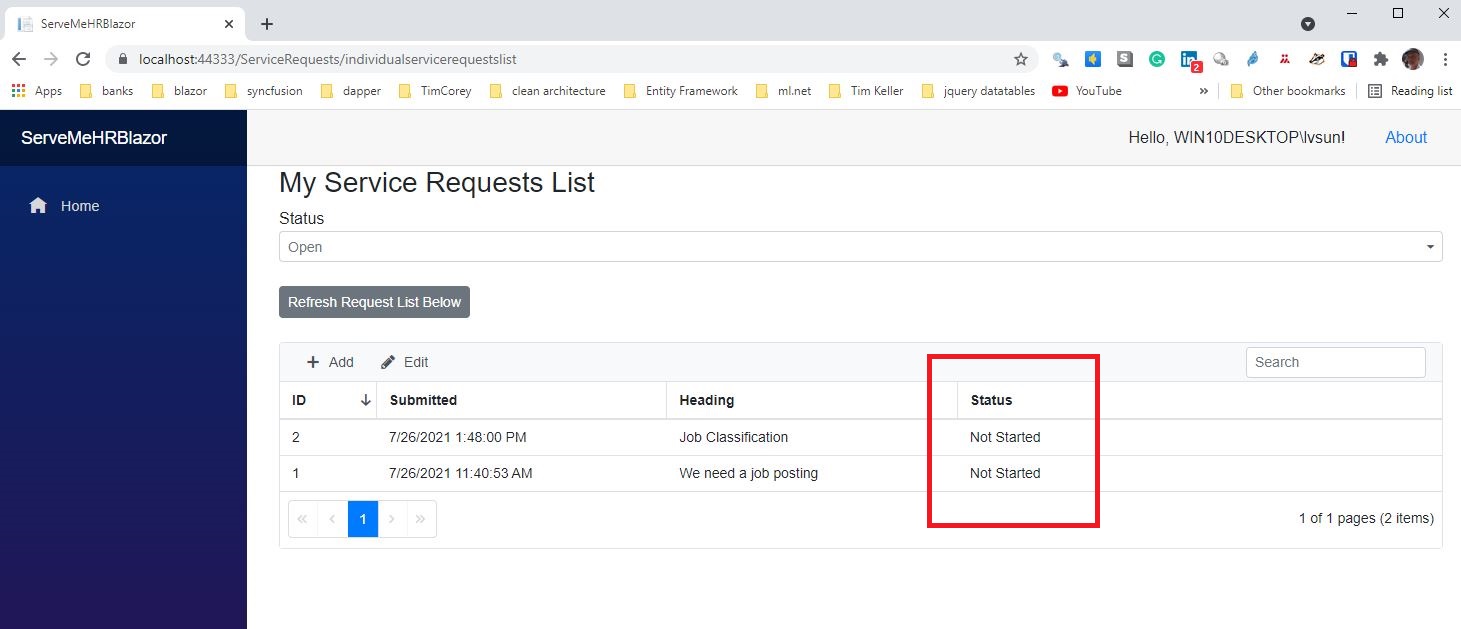 ServeMeHRBlazor
localhost:44333/ServiceRequests/individualservicerequestslist
2
Apps banks blazor syncfusion dapper TimCorey clean architecture Entity Framework ml.net Tim Keller jquery datatables YouTube » Other bookmarks Reading list
ServeMeHRBlazor
Hello, WIN10DESKTOP\lvsun! About
Home
My Service Requests List
Status
Open
Refresh Request List Below
Add Edit Search
ID Submitted Heading Status
2 7/26/2021 1:48:00 PM Job Classification Not Started
1 7/26/2021 11:40:53 AM We need a job posting Not Started
« ‹ 1 › » 1 of 1 pages (2 items)